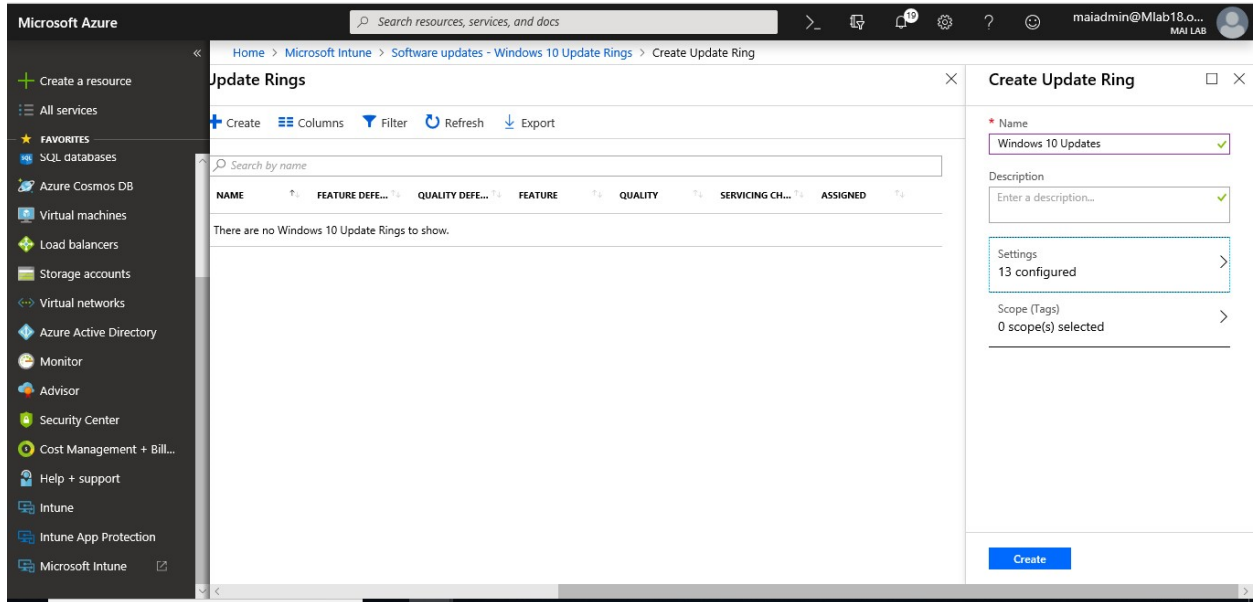 Microsoft Azure
Search resources, services, and docs
19
maiadmin@Mlab18.o...
MAI LAB
Home > Microsoft Intune > Software updates - Windows 10 Update Rings > Create Update Ring
Create a resource
All services
FAVORITES
SQL databases
Azure Cosmos DB
Virtual machines
Load balancers
Storage accounts
Virtual networks
Azure Active Directory
Monitor
Advisor
Security Center
Cost Management + Bill...
Help + support
Intune
Intune App Protection
Microsoft Intune
Update Rings
Create Columns Filter Refresh Export
Search by name
NAME FEATURE DEFE... QUALITY DEFE... FEATURE QUALITY SERVICING CH... ASSIGNED
There are no Windows 10 Update Rings to show.
Create Update Ring
* Name
Windows 10 Updates
Description
Enter a description...
Settings
13 configured
Scope (Tags)
0 scope(s) selected
Create